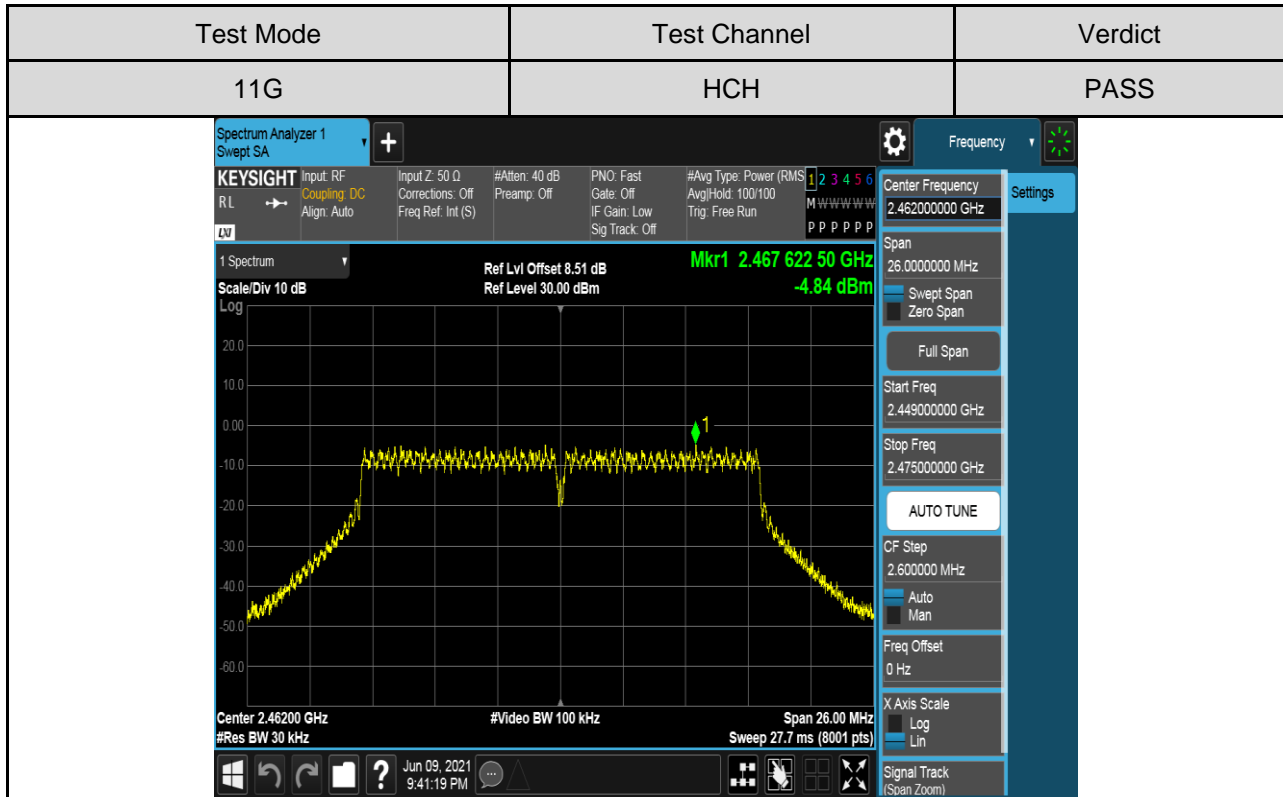 Test Mode Test Channel Verdict
11G HCH PASS
Spectrum Analyzer 1
Swept SA
+
Frequency
KEYSIGHT
RL
LXI
Input: RF
Coupling: DC
Align: Auto
Input Z: 50 Ω
Corrections: Off
Freq Ref: Int (S)
#Atten: 40 dB
Preamp: Off
PNO: Fast
Gate: Off
IF Gain: Low
Sig Track: Off
#Avg Type: Power (RMS
Avg|Hold: 100/100
Trig: Free Run
1 2 3 4 5 6
M W W W W W
P P P P P P
1 Spectrum
Scale/Div 10 dB
Ref Lvl Offset 8.51 dB
Ref Level 30.00 dBm
Mkr1 2.467 622 50 GHz
-4.84 dBm
Log
20.0
10.0
0.00
-10.0
-20.0
-30.0
-40.0
-50.0
-60.0
1
Center 2.46200 GHz
#Res BW 30 kHz
#Video BW 100 kHz
Span 26.00 MHz
Sweep 27.7 ms (8001 pts)
Center Frequency
2.462000000 GHz
Settings
Span
26.0000000 MHz
Swept Span
Zero Span
Full Span
Start Freq
2.449000000 GHz
Stop Freq
2.475000000 GHz
AUTO TUNE
CF Step
2.600000 MHz
Auto
Man
Freq Offset
0 Hz
X Axis Scale
Log
Lin
Signal Track
(Span Zoom)
?
Jun 09, 2021
9:41:19 PM